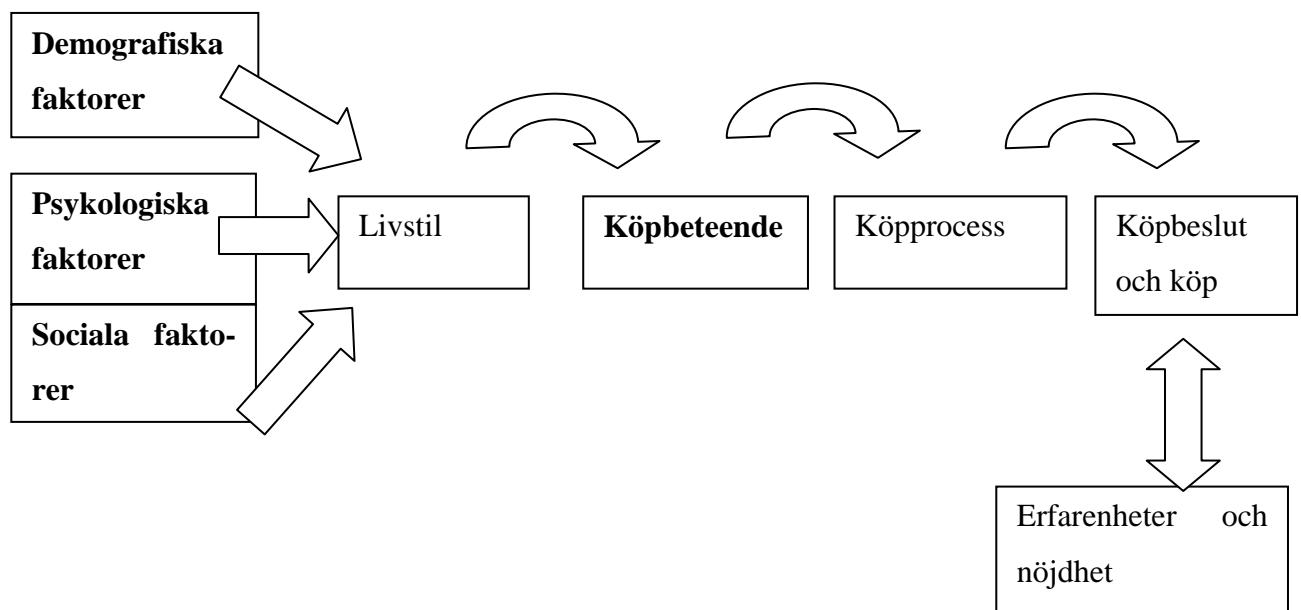 Demografiska
faktorer
Psykologiska
faktorer
Sociala fakto-
rer
Livstil
Köpbeteende
Köpprocess
Köpbeslut
och köp
Erfarenheter och
nöjdhet